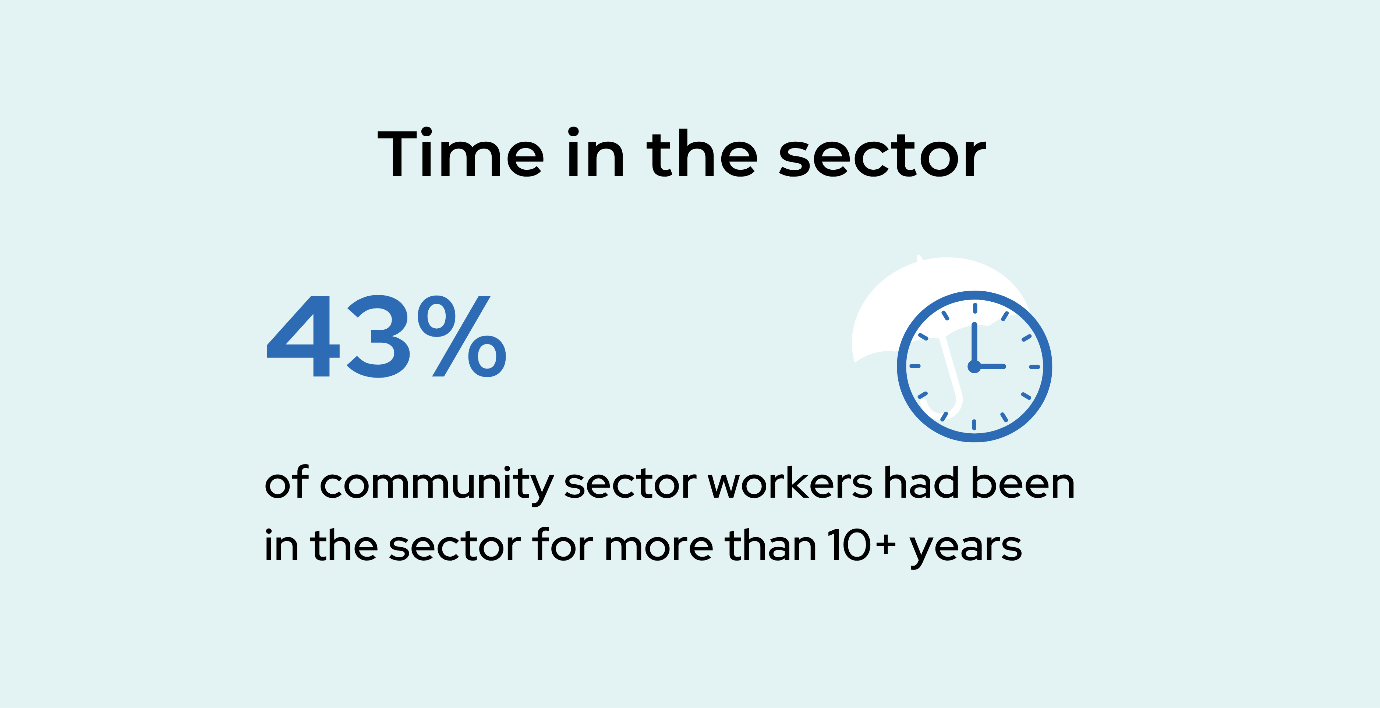 Time in the sector
43%
of community sector workers had been
in the sector for more than 10+ years